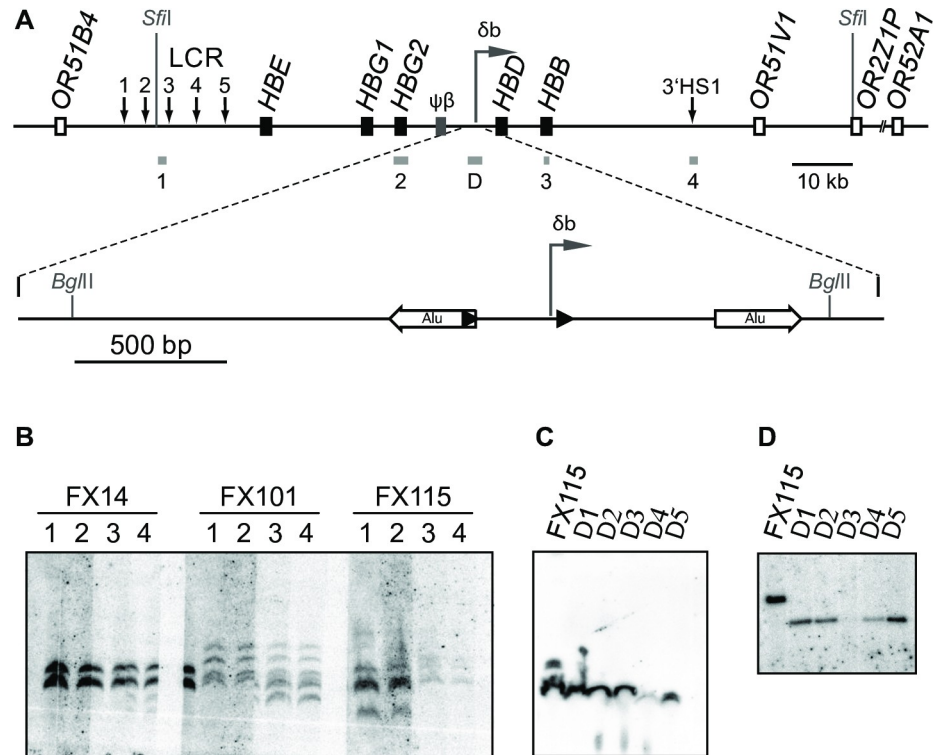 A
SfiI
δb
SfiI
OR51B4
1 2 3 4 5
LCR
HBE
HBG1
HBG2
ψβ
HBD
HBB
3'HS1
OR51V1
OR2Z1P
OR52A1
1 2 D 3 4 10 kb
δb
BglII
BglII
Alu
Alu
500 bp
B
FX14 FX101 FX115
1 2 3 4 1 2 3 4 1 2 3 4
C
FX115 D1 D2 D3 D4 D5
D
FX115 D1 D2 D3 D4 D5